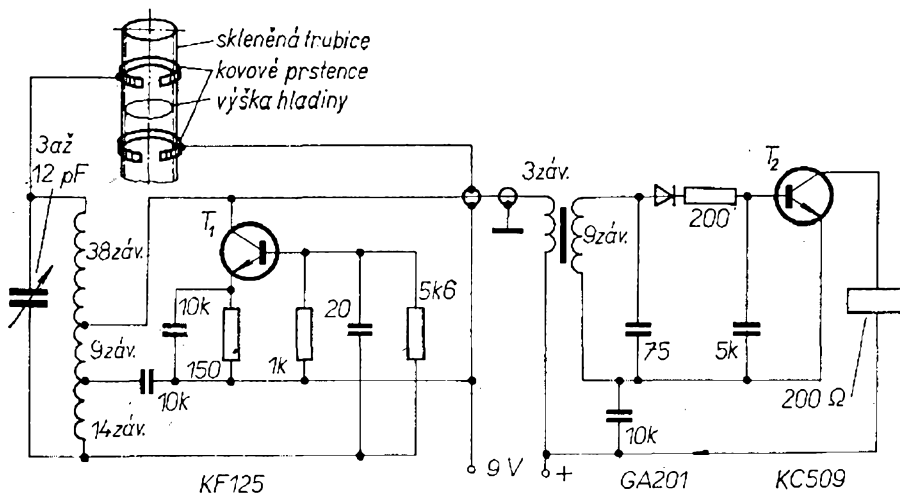 skleněná trubice
kovové prstence
výška hladiny
3 až
12 pF
38záv.
9záv.
14záv.
T1
10k
150
10k
1k
20
5k6
3záv.
9záv.
200
T2
75
5k
10k
200 Ω
9 V
+
KF125
GA201
KC509